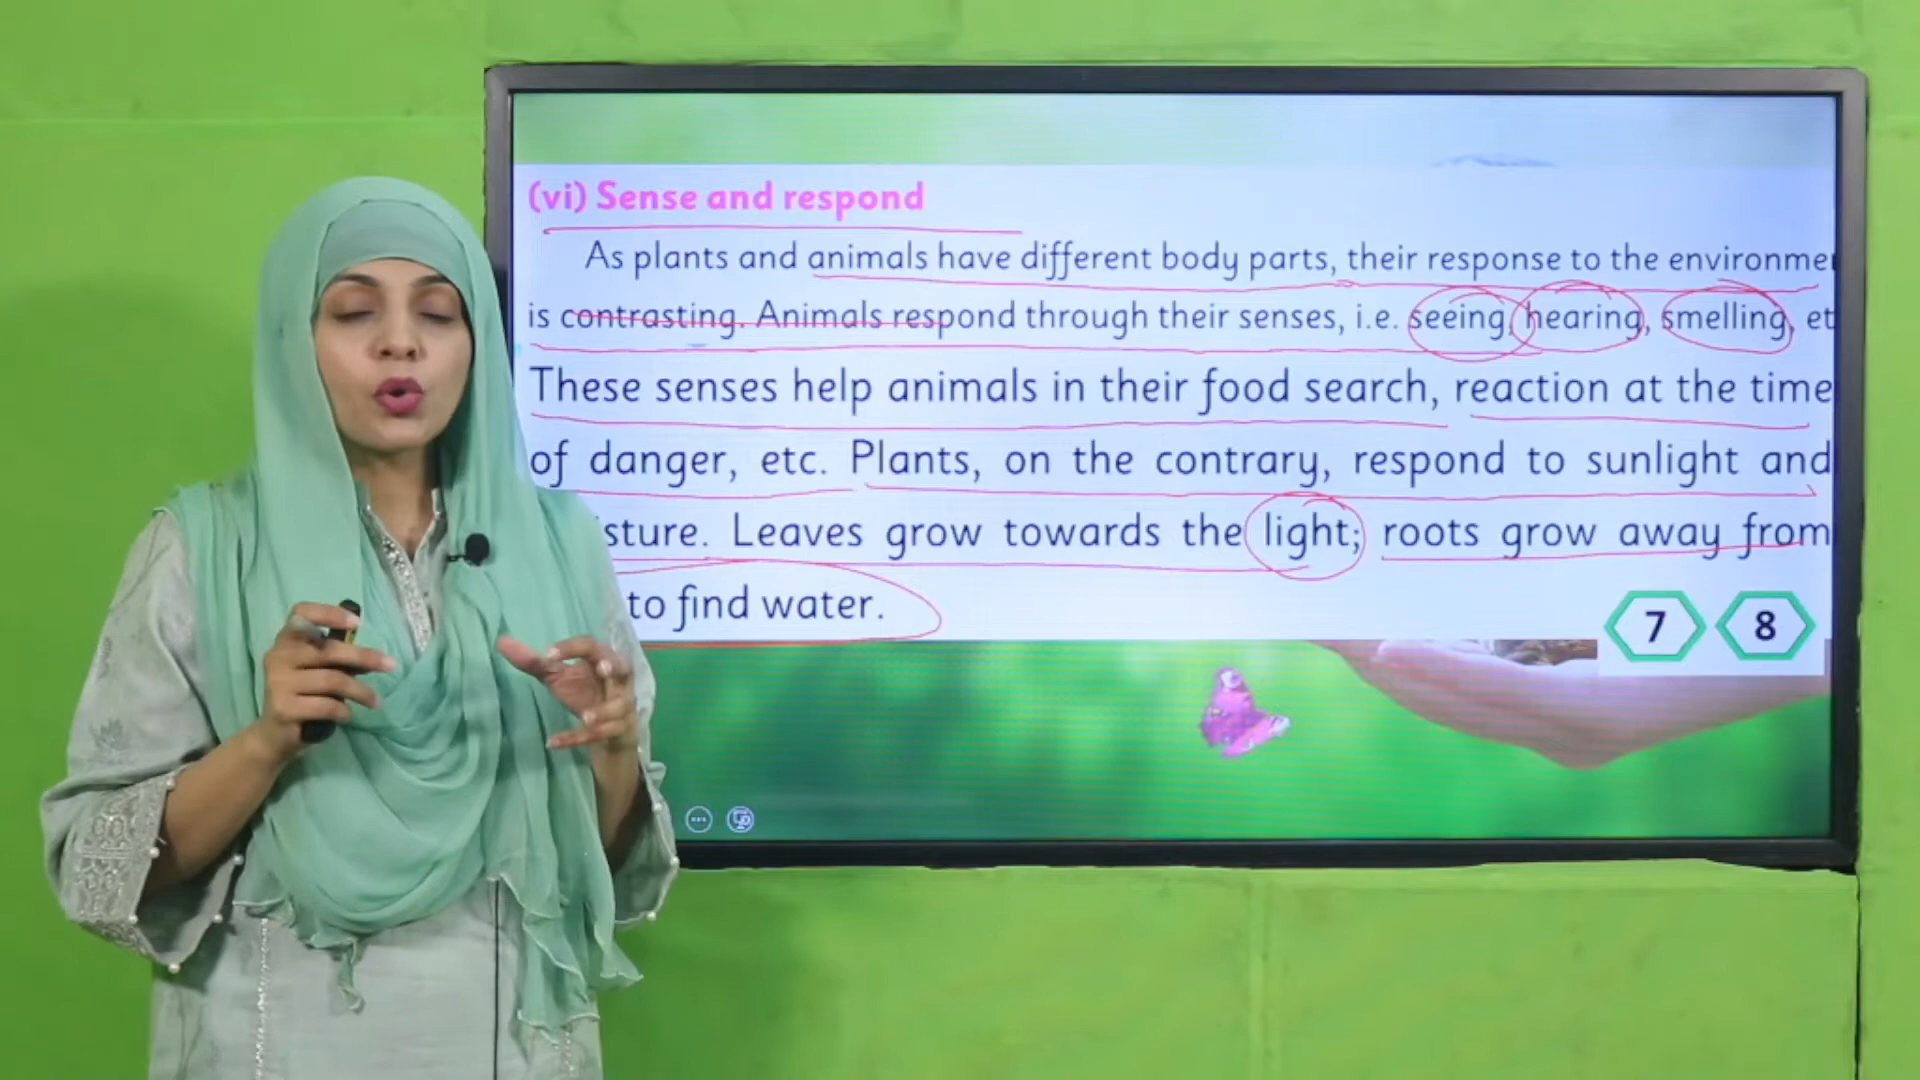 (vi) Sense and respond
As plants and animals have different body parts, their response to the
is contrasting. Animals respond through their senses, i.e. seeing, hearing, smelling,
These senses help animals in their food search, reaction at the time
of danger, etc. Plants, on the contrary, respond to sunlight and
Leaves grow towards the light; roots grow away from
to find water.
7 8